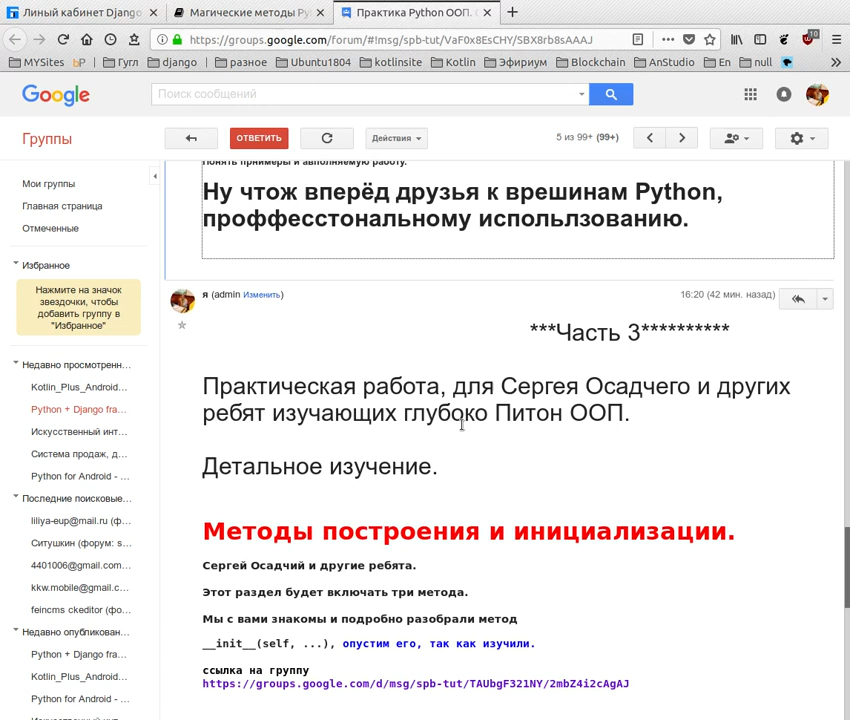 Линый кабинет Django
Магические методы Ру
Практика Python ООП. С
https://groups.google.com/forum/#!msg/spb-tut/VaF0x8EsCHY/SBX8rb8sAAAJ
10
MYSites
bP
Гугл
django
разное
Ubuntu1804
kotlinsite
Kotlin
Эфириум
Blockchain
AnStudio
En
null
Google
Поиск сообщений
Группы
ОТВЕТИТЬ
Действия
5 из 99+ (99+)
Мои группы
Главная страница
Отмеченные
Избранное
Нажмите на значок
звездочки, чтобы
добавить группу в
"Избранное"
Недавно просмотренн...
Kotlin_Plus_Android...
Python + Django fra...
Искусственный инт...
Система продаж, д...
Python for Android - ...
Последние поисковые...
liliya-eup@mail.ru (ф...
Ситушкин (форум: s...
4401006@gmail.com...
kkw.mobile@gmail.c...
feincms ckeditor (фо...
Недавно опубликован...
Python + Django fra...
Kotlin_Plus_Android...
Python for Android - ...
Ну чтож вперёд друзья к врешинам Python,
проффесстональному испольлзованию.
я (admin Изменить)
16:20 (42 мин. назад)
***Часть 3**********
Практическая работа, для Сергея Осадчего и других
ребят изучающих глубоко Питон ООП.
Детальное изучение.
Методы построения и инициализации.
Сергей Осадчий и другие ребята.
Этот раздел будет включать три метода.
Мы с вами знакомы и подробно разобрали метод
__init__(self, ...), опустим его, так как изучили.
ссылка на группу
https://groups.google.com/d/msg/spb-tut/TAUbgF321NY/2mbZ4i2cAgAJ